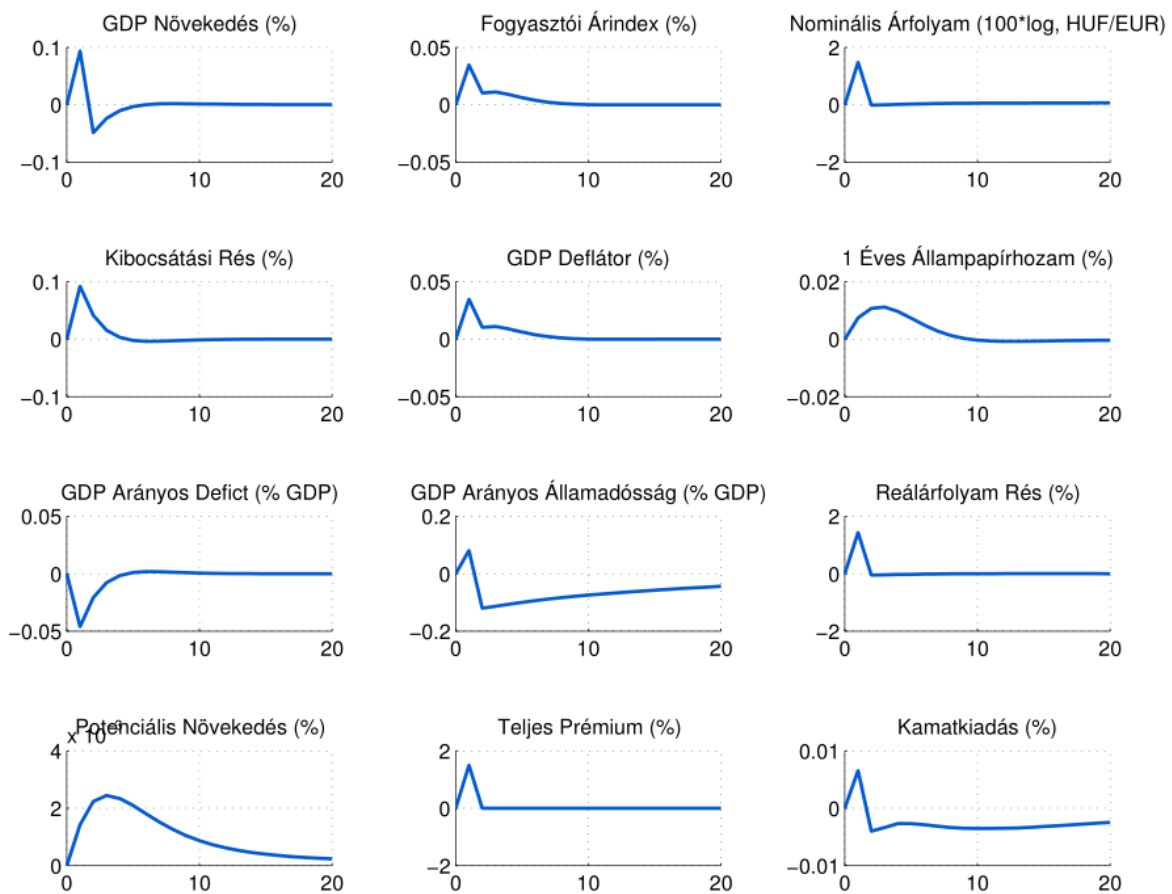 GDP Növekedés (%)
0.1
0
−0.1
0 10 20
Fogyasztói Árindex (%)
0.05
0
−0.05
0 10 20
Nominális Árfolyam (100*log, HUF/EUR)
2
0
−2
0 10 20
Kibocsátási Rés (%)
0.1
0
−0.1
0 10 20
GDP Deflátor (%)
0.05
0
−0.05
0 10 20
1 Éves Állampapírhozam (%)
0.02
0
−0.02
0 10 20
GDP Arányos Defict (% GDP)
0.05
0
−0.05
0 10 20
GDP Arányos Államadósság (% GDP)
0.2
0
−0.2
0 10 20
Reálárfolyam Rés (%)
2
0
−2
0 10 20
Potenciális Növekedés (%)
x 10−3
4
2
0
0 10 20
Teljes Prémium (%)
2
0
−2
0 10 20
Kamatkiadás (%)
0.01
0
−0.01
0 10 20